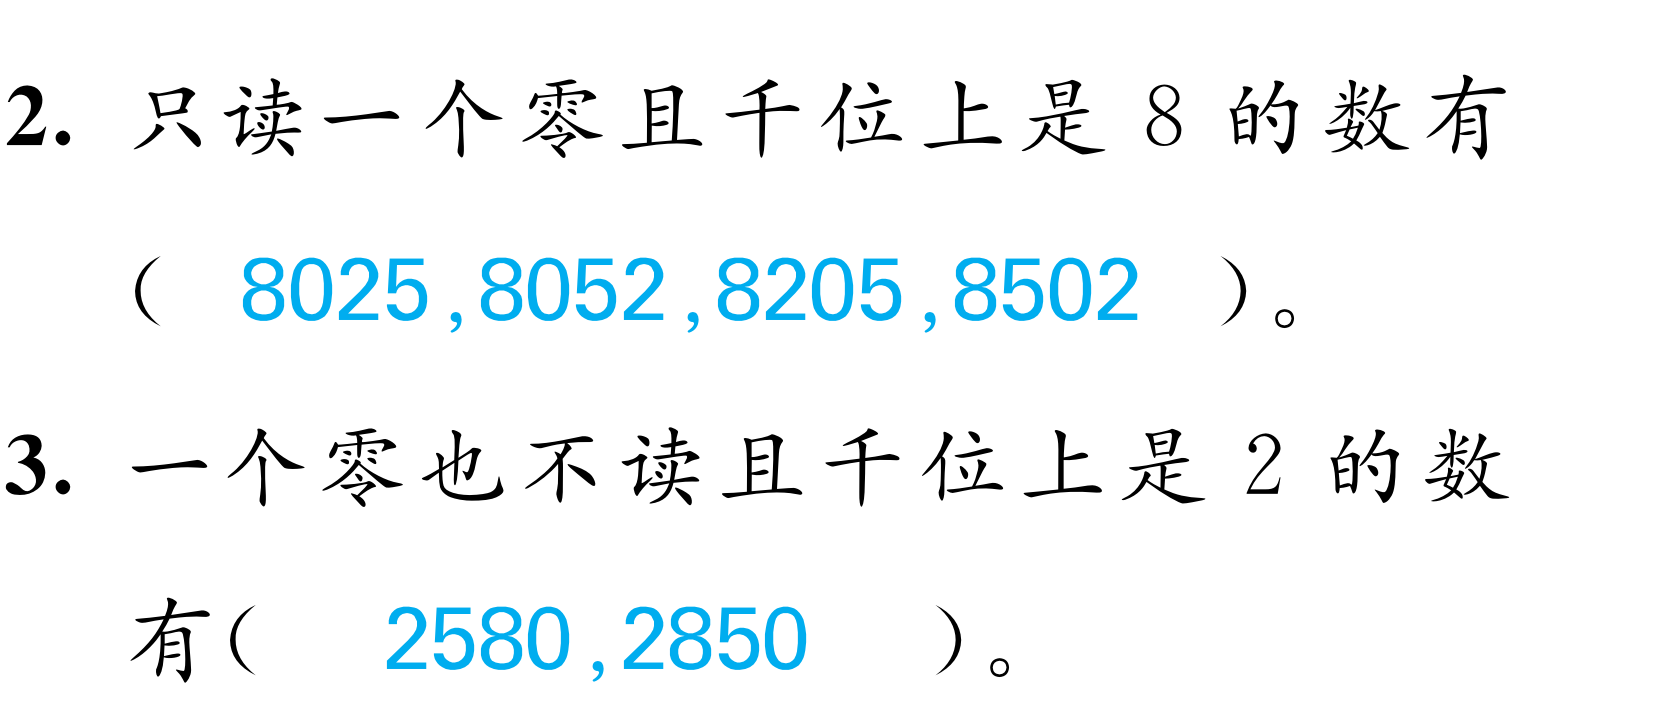 2. 只读一个零且千位上是 8 的数有
( 8025,8052,8205,8502 )。
3. 一个零也不读且千位上是 2 的数
有( 2580,2850 )。